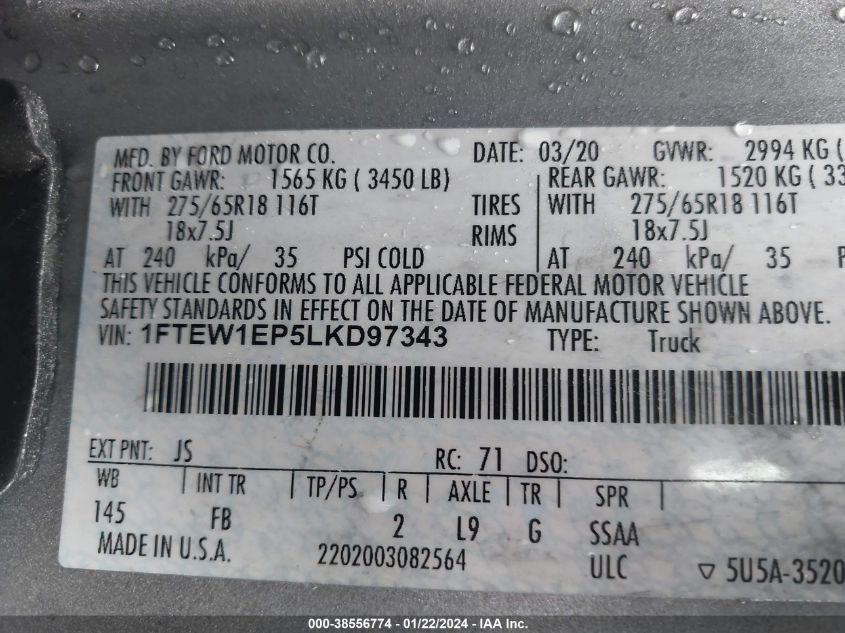 MFD. BY FORD MOTOR CO. DATE: 03/20 GVWR: 2994 KG (
FRONT GAWR: 1565 KG ( 3450 LB) REAR GAWR: 1520 KG ( 33
WITH 275/65R18 116T TIRES WITH 275/65R18 116T
18x7.5J RIMS 18x7.5J
AT 240 kPa/ 35 PSI COLD AT 240 kPa/ 35 P
THIS VEHICLE CONFORMS TO ALL APPLICABLE FEDERAL MOTOR VEHICLE
SAFETY STANDARDS IN EFFECT ON THE DATE OF MANUFACTURE SHOWN ABOVE.
VIN: 1FTEW1EP5LKD97343 TYPE: Truck
EXT PNT: JS RC: 71 DSO:
WB INT TR TP/PS R AXLE TR SPR
145 FB 2 L9 G SSAA
MADE IN U.S.A. 2202003082564 ULC ▽ 5U5A-3520
000-38556774 - 01/22/2024 - IAA Inc.